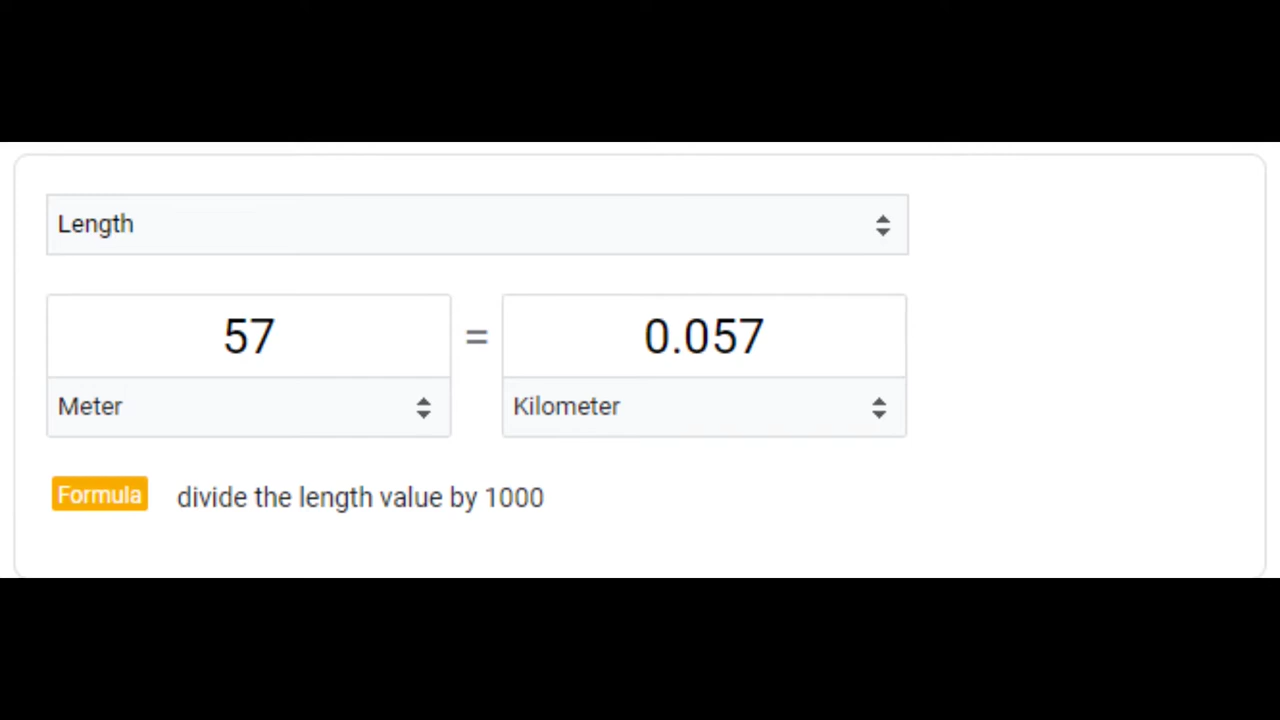 Length
57 = 0.057
Meter Kilometer
Formula divide the length value by 1000